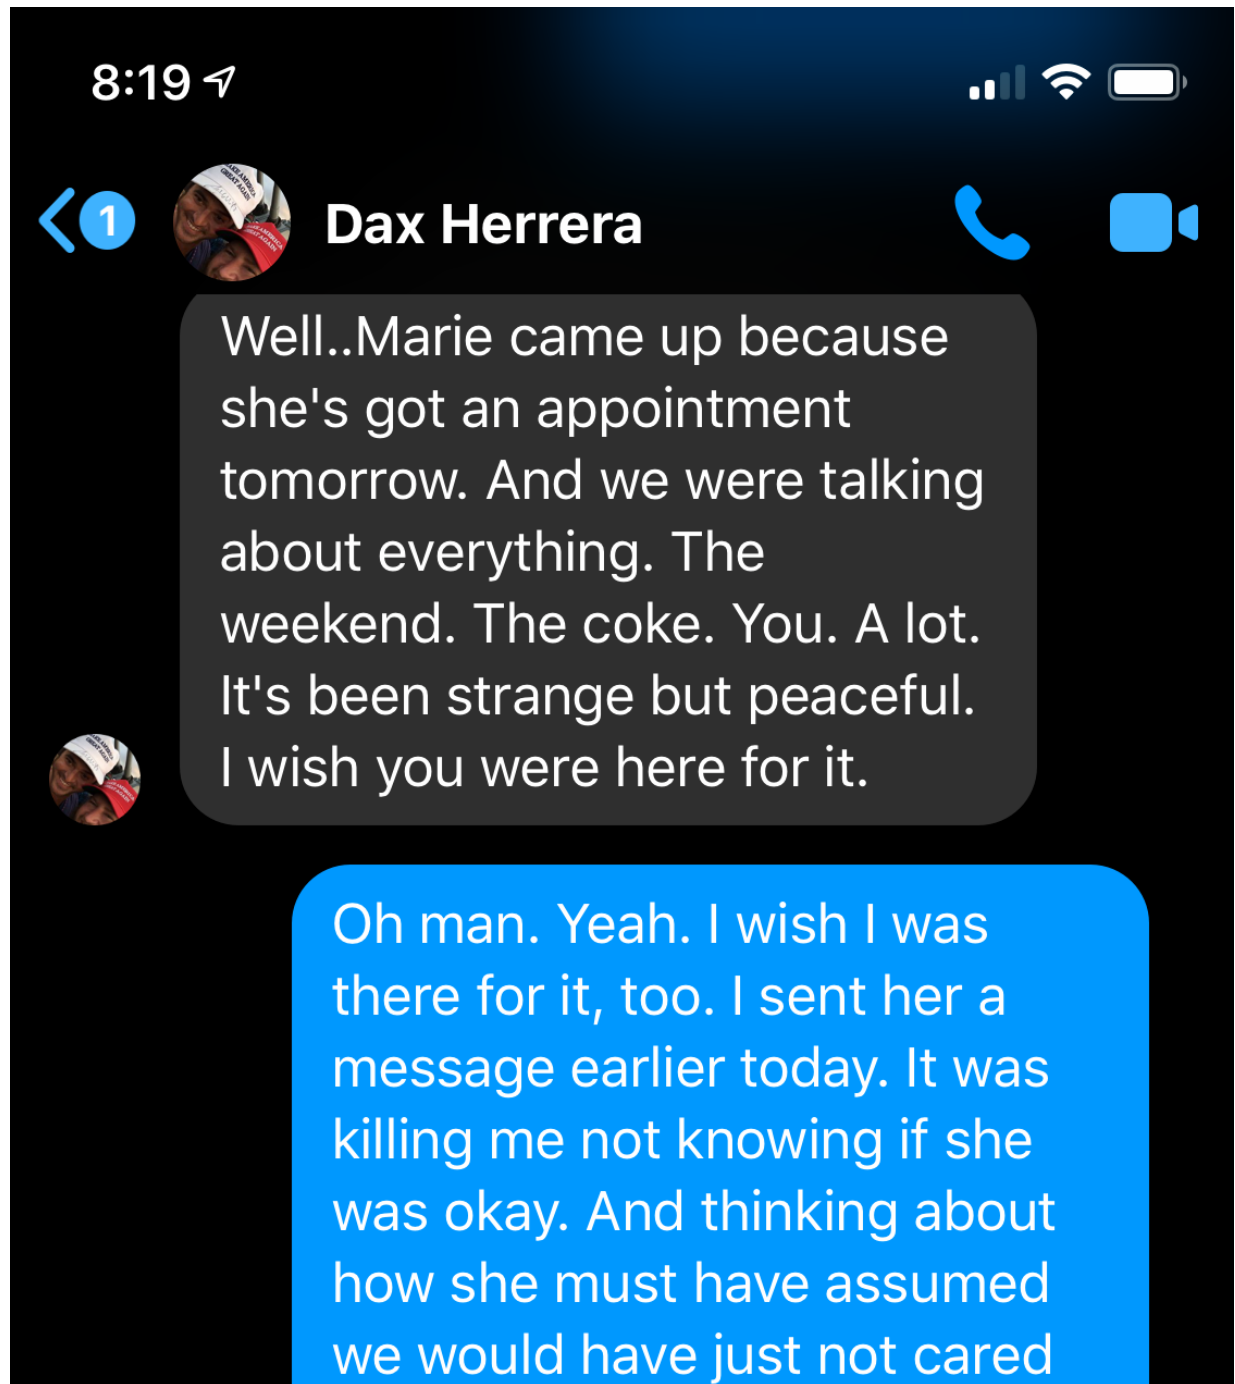 8:19
1
Dax Herrera
Well..Marie came up because
she's got an appointment
tomorrow. And we were talking
about everything. The
weekend. The coke. You. A lot.
It's been strange but peaceful.
I wish you were here for it.
Oh man. Yeah. I wish I was
there for it, too. I sent her a
message earlier today. It was
killing me not knowing if she
was okay. And thinking about
how she must have assumed
we would have just not cared